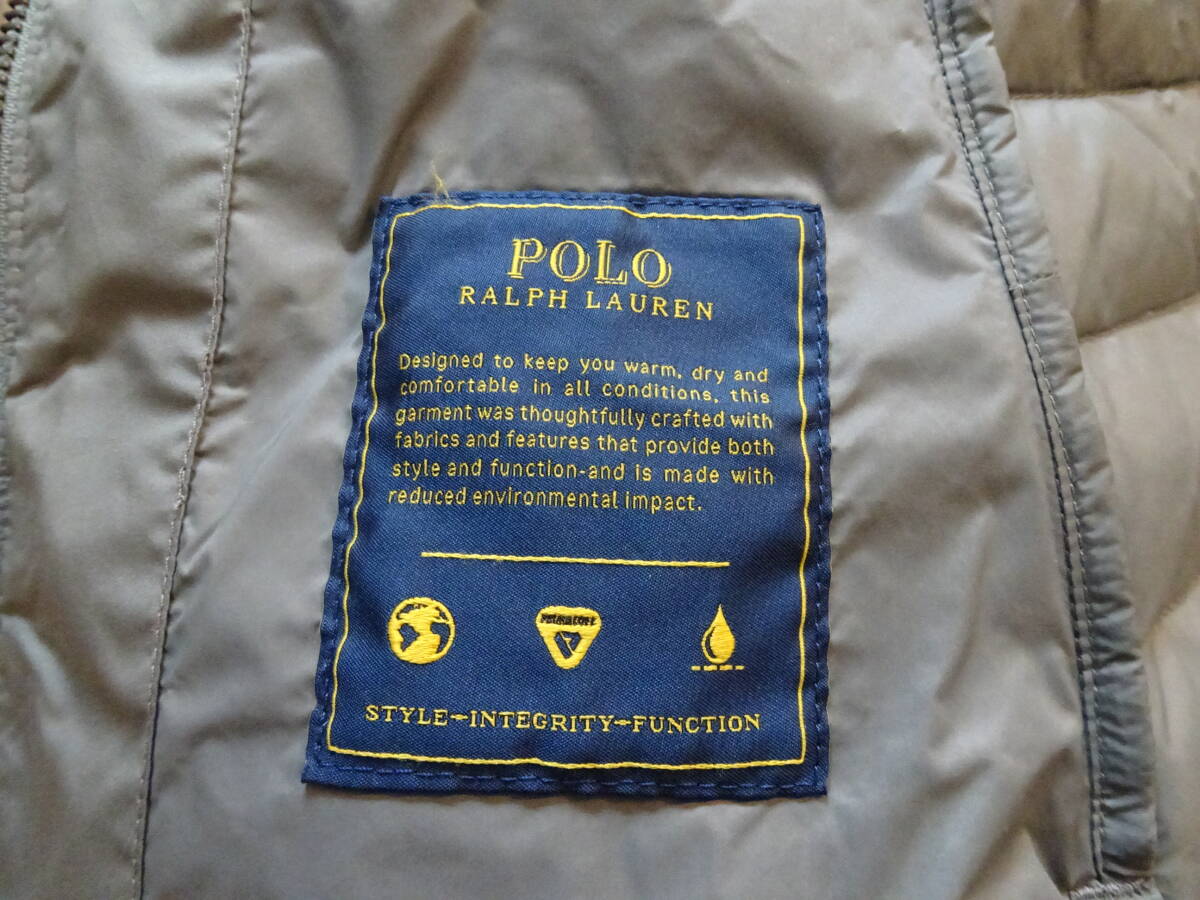 POLO
RALPH LAUREN
Designed to keep you warm, dry and
comfortable in all conditions, this
garment was thoughtfully crafted with
fabrics and features that provide both
style and function-and is made with
reduced environmental impact.
STYLE-INTEGRITY-FUNCTION